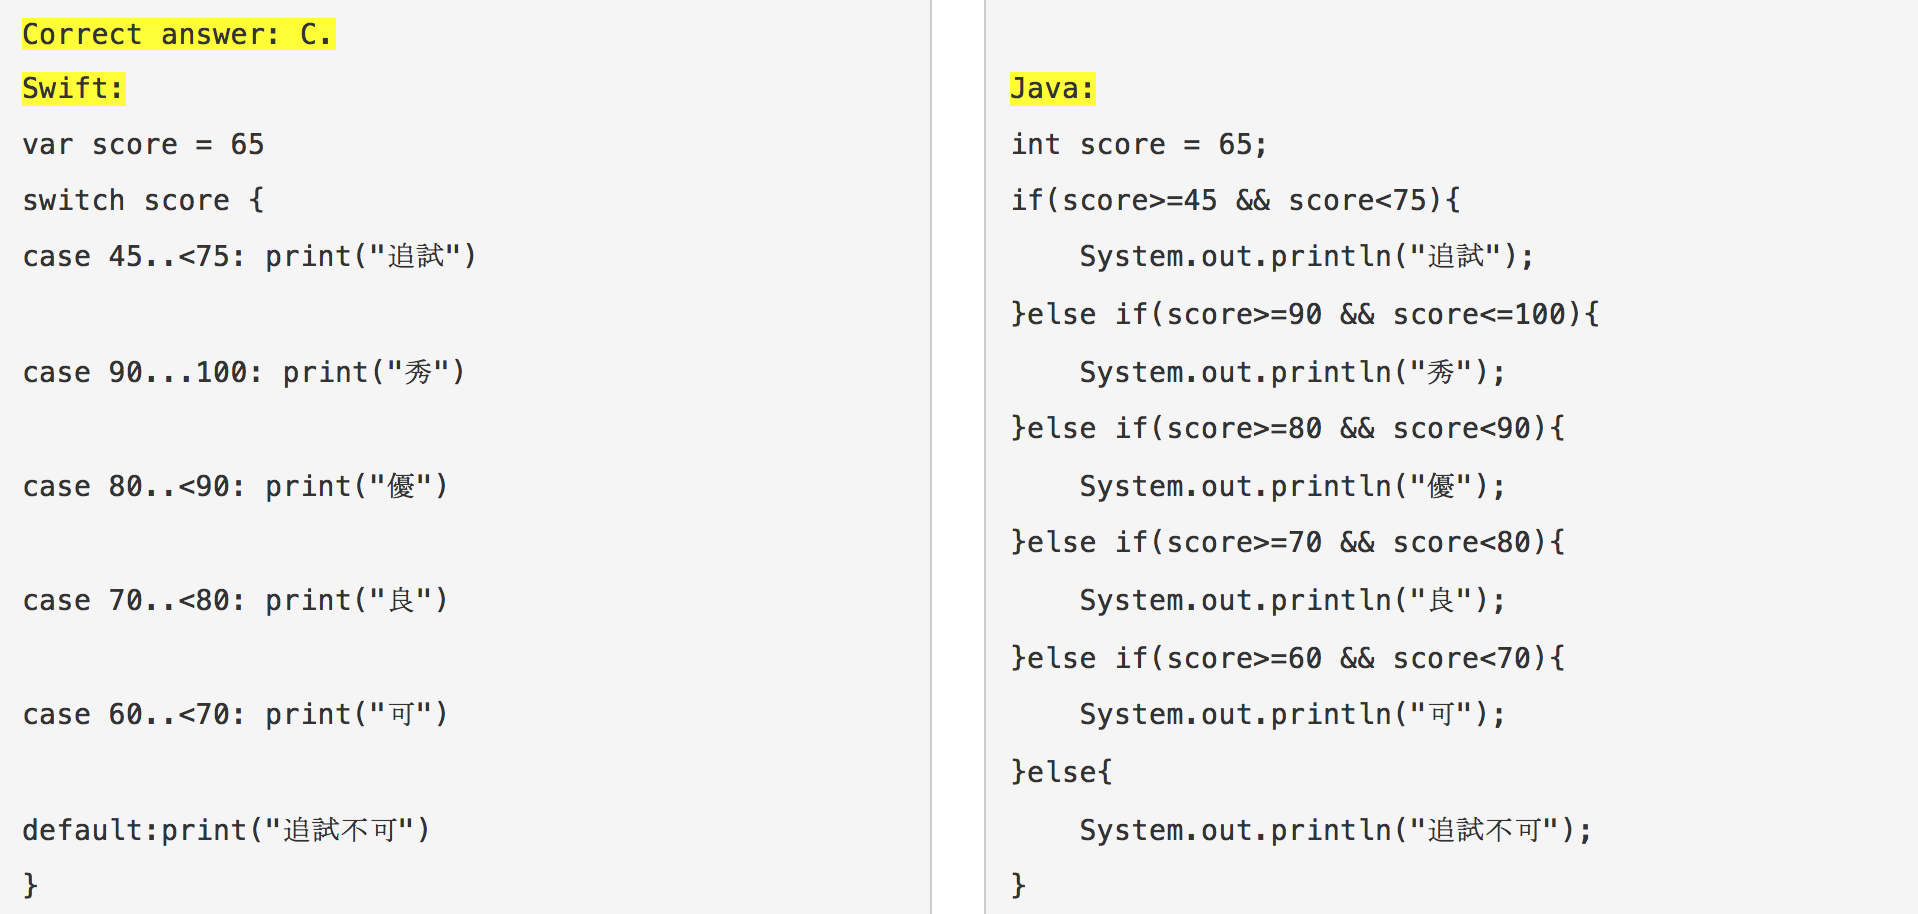 Correct answer: C.
Swift:
var score = 65
switch score {
case 45..<75: print("追試")
case 90...100: print("秀")
case 80..<90: print("優")
case 70..<80: print("良")
case 60..<70: print("可")
default:print("追試不可")
}
Java:
int score = 65;
if(score>=45 && score<75){
    System.out.println("追試");
}else if(score>=90 && score<=100){
    System.out.println("秀");
}else if(score>=80 && score<90){
    System.out.println("優");
}else if(score>=70 && score<80){
    System.out.println("良");
}else if(score>=60 && score<70){
    System.out.println("可");
}else{
    System.out.println("追試不可");
}